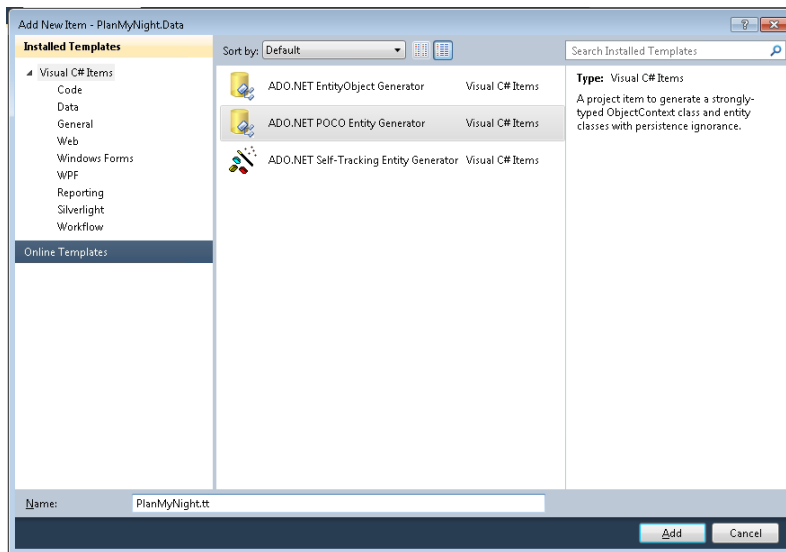 Add New Item - PlanMyNight.Data
Installed Templates
Sort by: Default
Search Installed Templates
Visual C# Items
Code
Data
General
Web
Windows Forms
WPF
Reporting
Silverlight
Workflow
Online Templates
ADO.NET EntityObject Generator Visual C# Items
ADO.NET POCO Entity Generator Visual C# Items
ADO.NET Self-Tracking Entity Generator Visual C# Items
Type: Visual C# Items
A project item to generate a strongly-
typed ObjectContext class and entity
classes with persistence ignorance.
Name: PlanMyNight.tt
Add Cancel